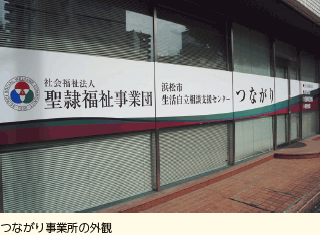 社会福祉法人
聖隷福祉事業団
浜松市
生活自立相談支援センター
つながり
つながり事業所の外観